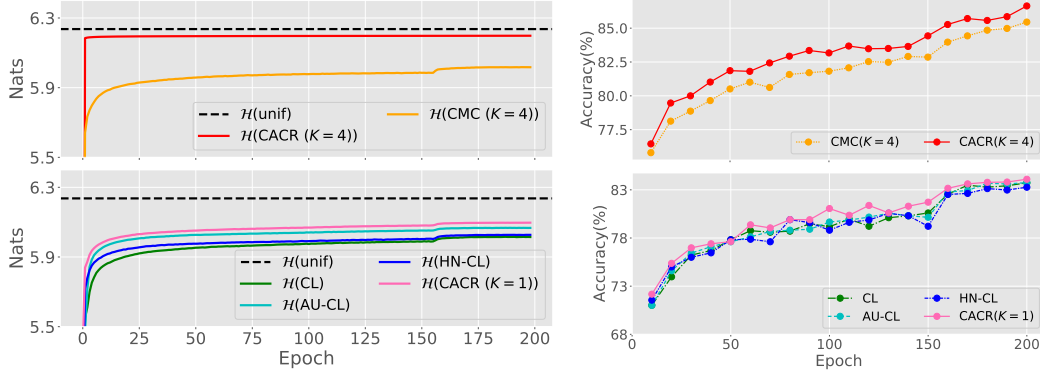 6.3
5.9
5.5
Nats
H(unif)
H(CACR (K = 4))
H(CMC (K = 4))
6.3
5.9
5.5
Nats
H(unif)
H(CL)
H(AU-CL)
H(HN-CL)
H(CACR (K = 1))
0 25 50 75 100 125 150 175 200
Epoch
85.0
82.5
80.0
77.5
Accuracy(%)
CMC(K = 4)
CACR(K = 4)
83
78
73
68
Accuracy(%)
CL
AU-CL
HN-CL
CACR(K = 1)
0 50 100 150 200
Epoch